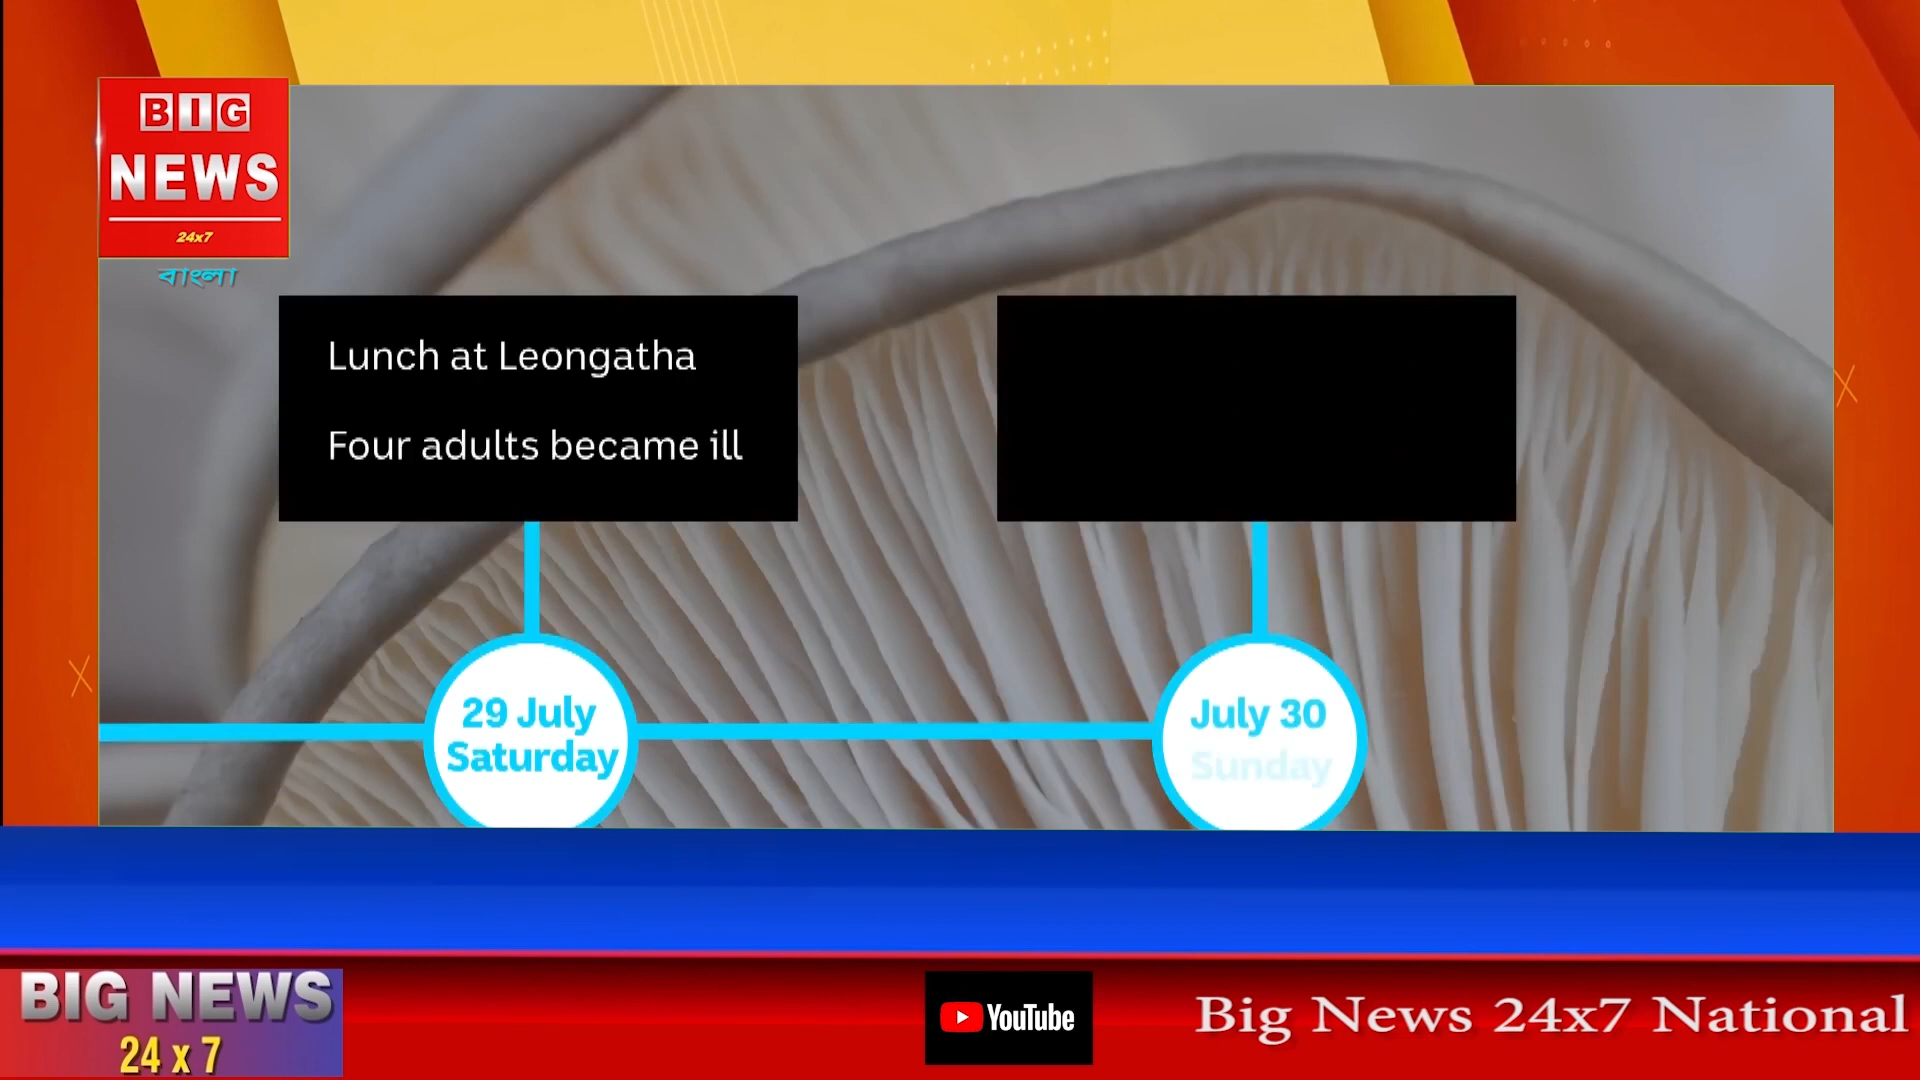 BIG
NEWS
24x7
বাংলা
Lunch at Leongatha
Four adults became ill
29 July
Saturday
July 30
Sunday
BIG NEWS
24 x 7
YouTube
Big News 24x7 National